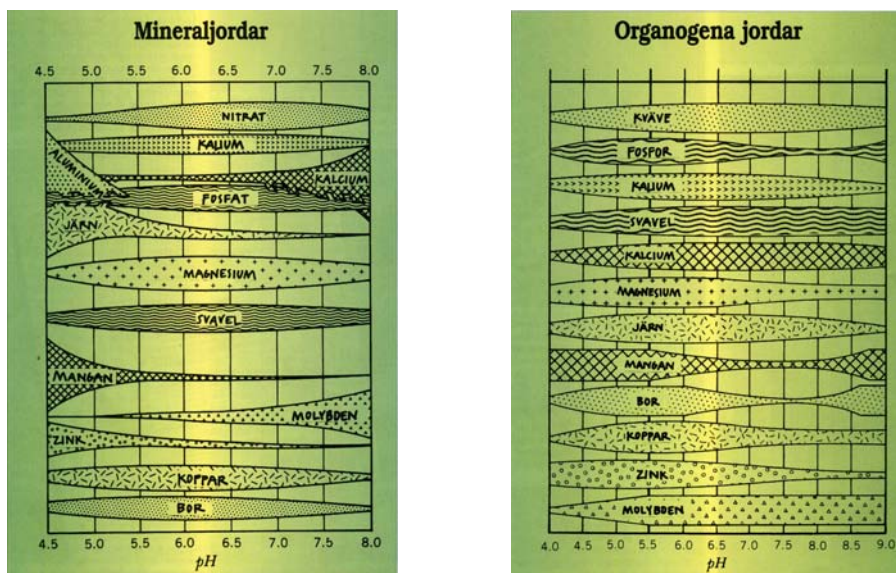 Mineraljordar
4.5 5.0 6.0 6.5 7.0 7.5 8.0
NITRAT
KALIUM
ALUMINIUM
KALCIUM
FOSFAT
JÄRN
MAGNESIUM
SVAVEL
MANGAN
MOLYBDEN
ZINK
KOPPAR
BOR
4.5 5.0 6.0 6.5 7.0 7.5 8.0
pH
Organogena jordar
KVÄVE
FOSFOR
KALIUM
SVAVEL
KALCIUM
MAGNESIUM
JÄRN
MANGAN
BOR
KOPPAR
ZINK
MOLYBDEN
4.0 4.5 5.0 5.5 6.0 6.5 7.0 7.5 8.0 8.5 9.0
pH